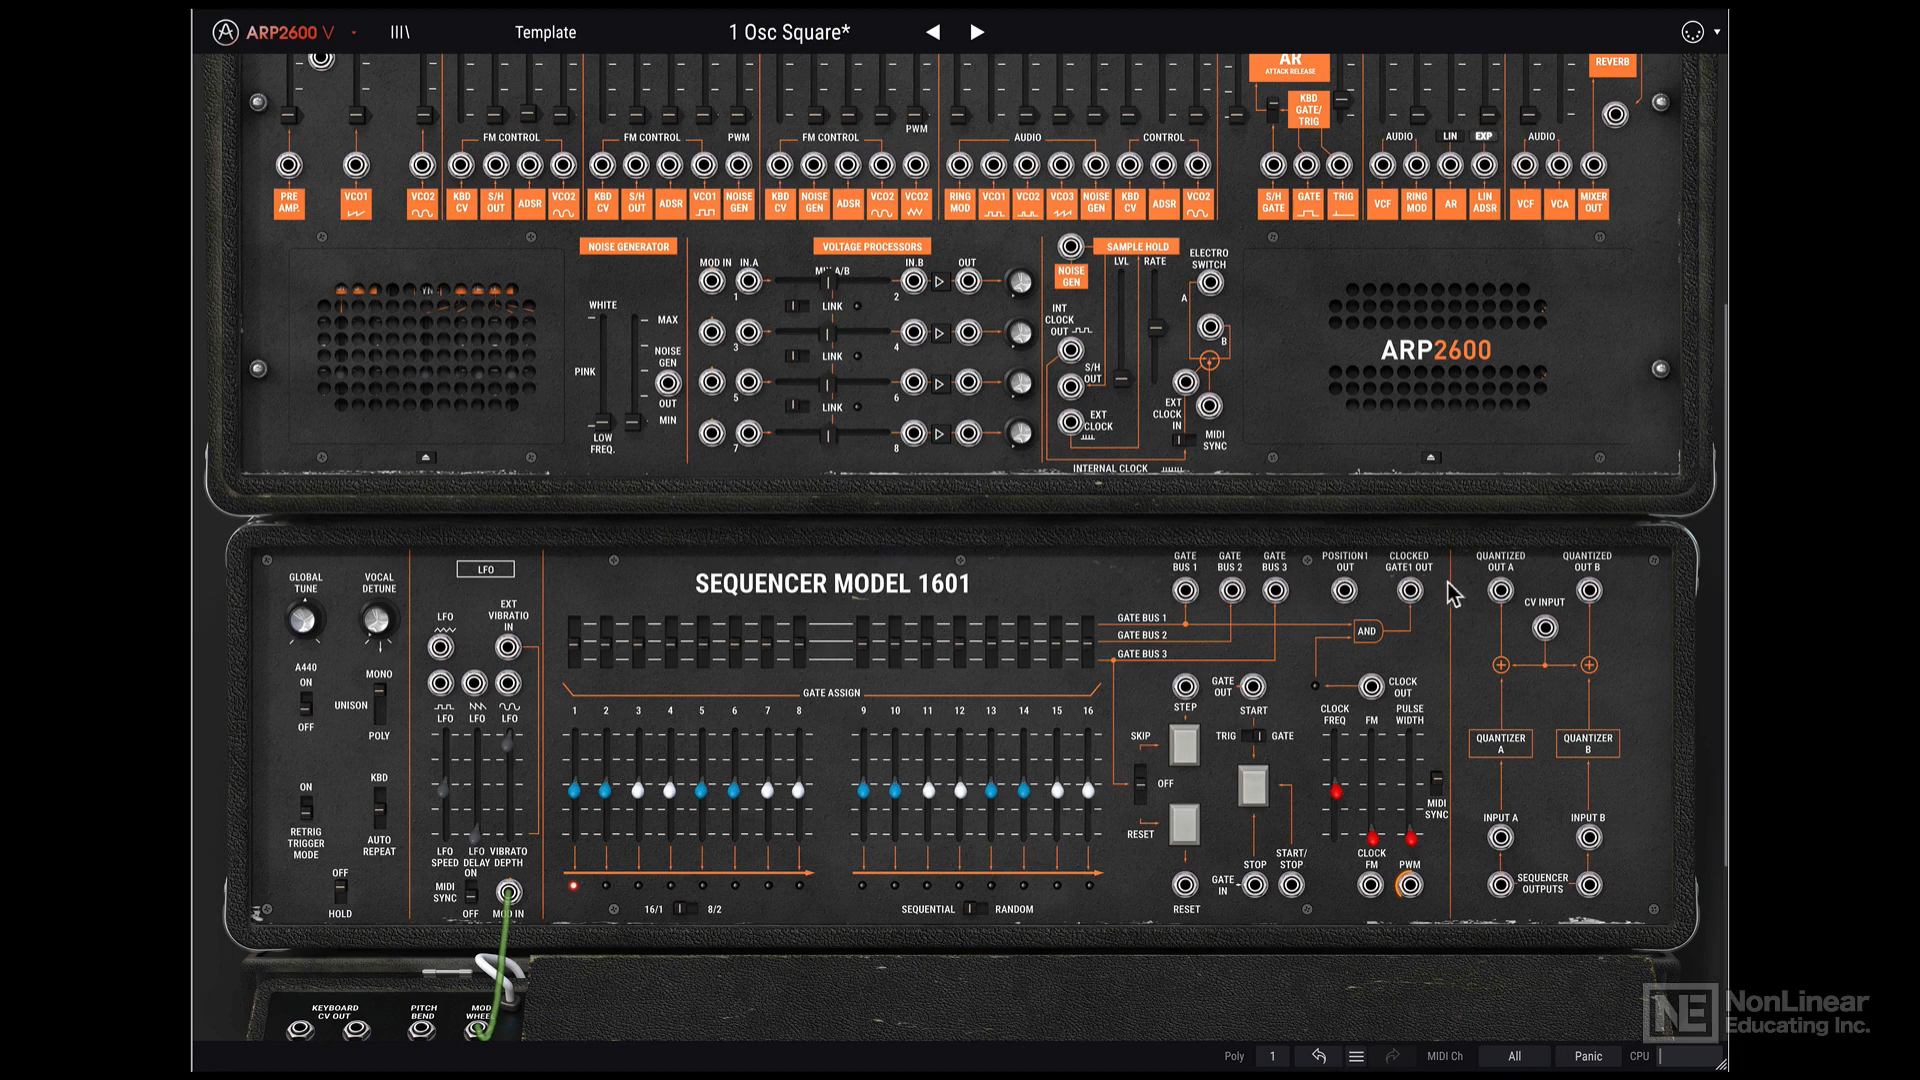 ARP2600 V
Template
1 Osc Square*
AR
ATTACK RELEASE
KBD
GATE/
TRIG
REVERB
FM CONTROL
FM CONTROL
PWM
FM CONTROL
PWM
AUDIO
CONTROL
AUDIO
LIN
EXP
AUDIO
PRE
AMP.
VCO1
VCO2
KBD
CV
S/H
OUT
ADSR
VCO2
KBD
CV
S/H
OUT
ADSR
VCO1
NOISE
GEN
KBD
CV
NOISE
GEN
ADSR
VCO2
VCO2
RING
MOD
VCO1
VCO2
VCO3
NOISE
GEN
KBD
CV
ADSR
VCO2
S/H
GATE
GATE
TRIG
VCF
RING
MOD
AR
LIN
ADSR
VCF
VCA
MIXER
OUT
NOISE GENERATOR
WHITE
PINK
LOW
FREQ.
MAX
NOISE
GEN
OUT
MIN
VOLTAGE PROCESSORS
MOD IN
IN.A
MIX A/B
IN.B
OUT
1
LINK
2
3
LINK
4
5
LINK
6
7
8
NOISE
GEN
SAMPLE HOLD
LVL
RATE
ELECTRO
SWITCH
A
B
INT
CLOCK
OUT
S/H
OUT
EXT
CLOCK
EXT
CLOCK
IN
MIDI
SYNC
INTERNAL CLOCK
ARP2600
GLOBAL
TUNE
VOCAL
DETUNE
A440
ON
OFF
MONO
UNISON
POLY
ON
RETRIG
TRIGGER
MODE
KBD
AUTO
REPEAT
OFF
HOLD
LFO
LFO
EXT
VIBRATIO
IN
LFO
LFO
LFO
LFO
SPEED
LFO
DELAY
VIBRATO
DEPTH
MIDI
SYNC
ON
OFF
MOD IN
SEQUENCER MODEL 1601
GATE
BUS 1
GATE
BUS 2
GATE
BUS 3
POSITION1
OUT
CLOCKED
GATE1 OUT
QUANTIZED
OUT A
QUANTIZED
OUT B
GATE BUS 1
GATE BUS 2
GATE BUS 3
AND
CV INPUT
GATE ASSIGN
1 2 3 4 5 6 7 8 9 10 11 12 13 14 15 16
16/1
8/2
SEQUENTIAL
RANDOM
STEP
GATE
OUT
START
SKIP
OFF
RESET
TRIG
GATE
STOP
START/
STOP
GATE
IN
RESET
CLOCK
OUT
CLOCK
FREQ
FM
PULSE
WIDTH
MIDI
SYNC
CLOCK
FM
PWM
QUANTIZER
A
QUANTIZER
B
INPUT A
INPUT B
SEQUENCER
OUTPUTS
KEYBOARD
CV OUT
PITCH
BEND
MOD
WHEEL
NE
NonLinear
Educating Inc.
Poly
1
MIDI Ch
All
Panic
CPU